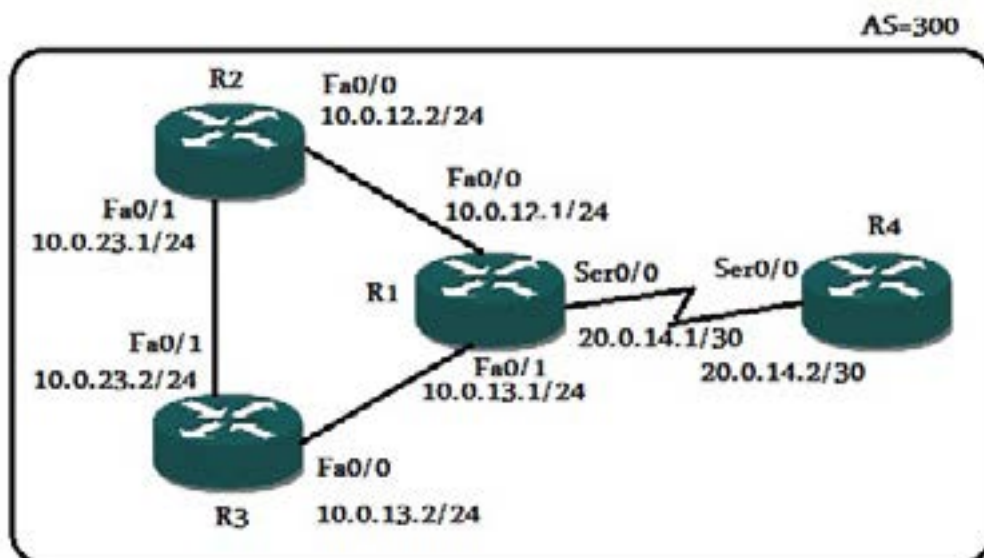 AS=300
R2
Fa0/0
10.0.12.2/24
Fa0/0
10.0.12.1/24
Fa0/1
10.0.23.1/24
R4
R1
Ser0/0
Ser0/0
20.0.14.1/30
20.0.14.2/30
Fa0/1
10.0.13.1/24
Fa0/1
10.0.23.2/24
Fa0/0
10.0.13.2/24
R3